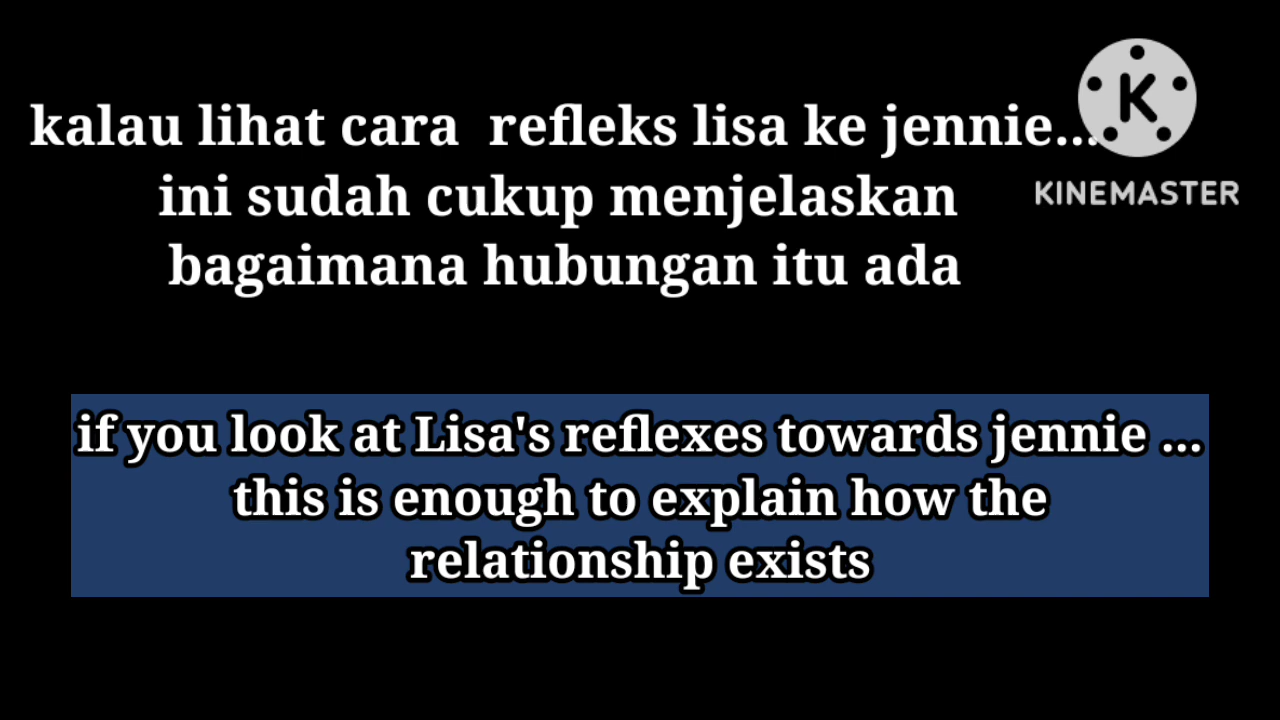 kalau lihat cara refleks lisa ke jennie...
ini sudah cukup menjelaskan
bagaimana hubungan itu ada
K
KINEMASTER
if you look at Lisa's reflexes towards jennie ...
this is enough to explain how the
relationship exists